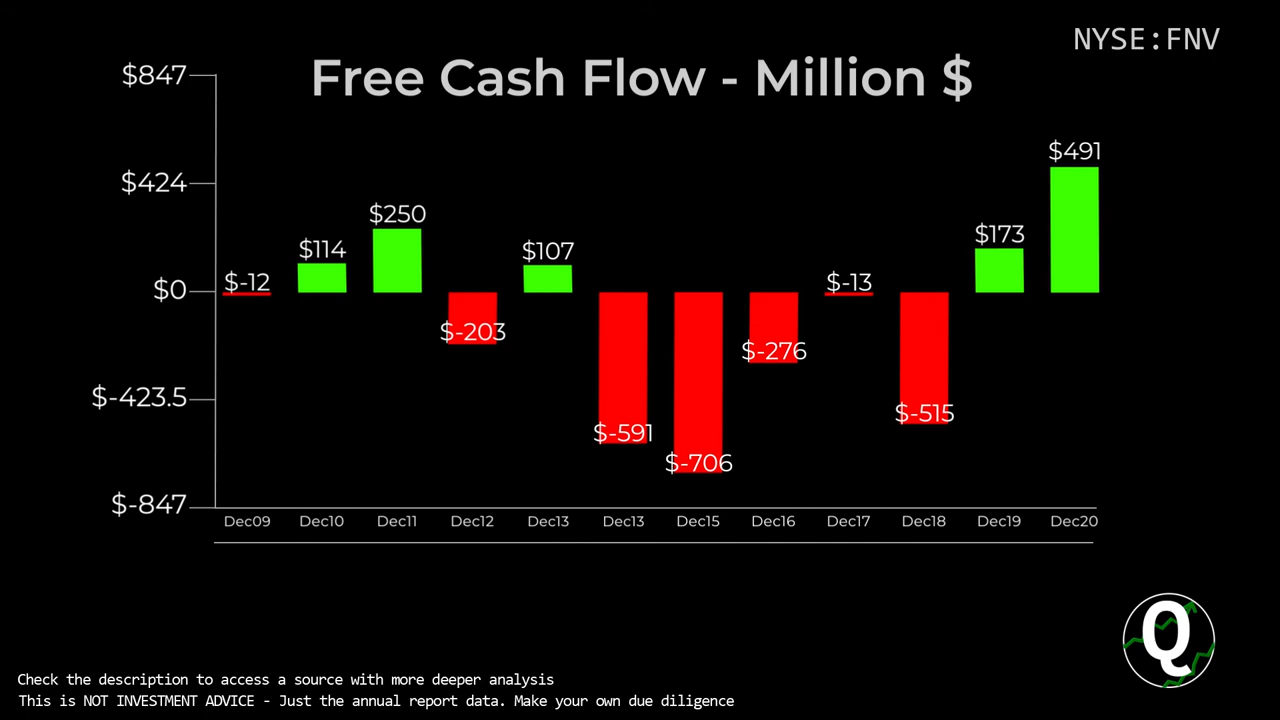 NYSE:FNV
Free Cash Flow - Million $
$847
$424
$0
$-423.5
$-847
$-12
$114
$250
$-203
$107
$-591
$-706
$-276
$-13
$-515
$173
$491
Dec09 Dec10 Dec11 Dec12 Dec13 Dec13 Dec15 Dec16 Dec17 Dec18 Dec19 Dec20
Q
Check the description to access a source with more deeper analysis
This is NOT INVESTMENT ADVICE - Just the annual report data. Make your own due diligence